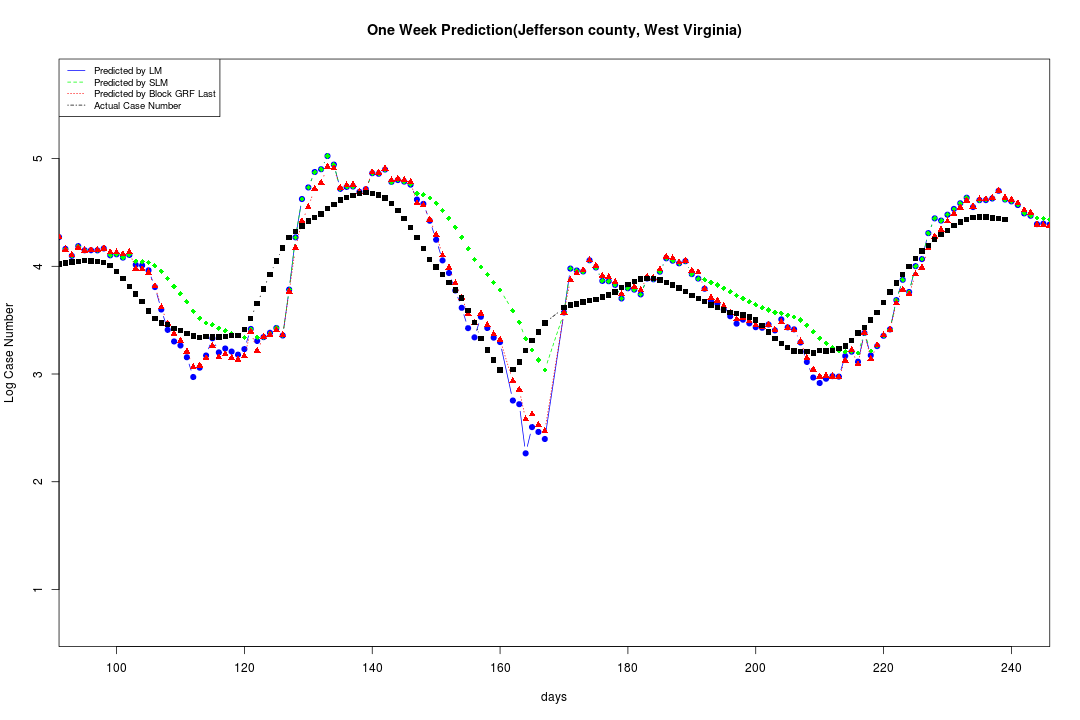 One Week Prediction(Jefferson county, West Virginia)
Predicted by LM
Predicted by SLM
Predicted by Block GRF Last
Actual Case Number
5
4
3
2
1
Log Case Number
100 120 140 160 180 200 220 240
days